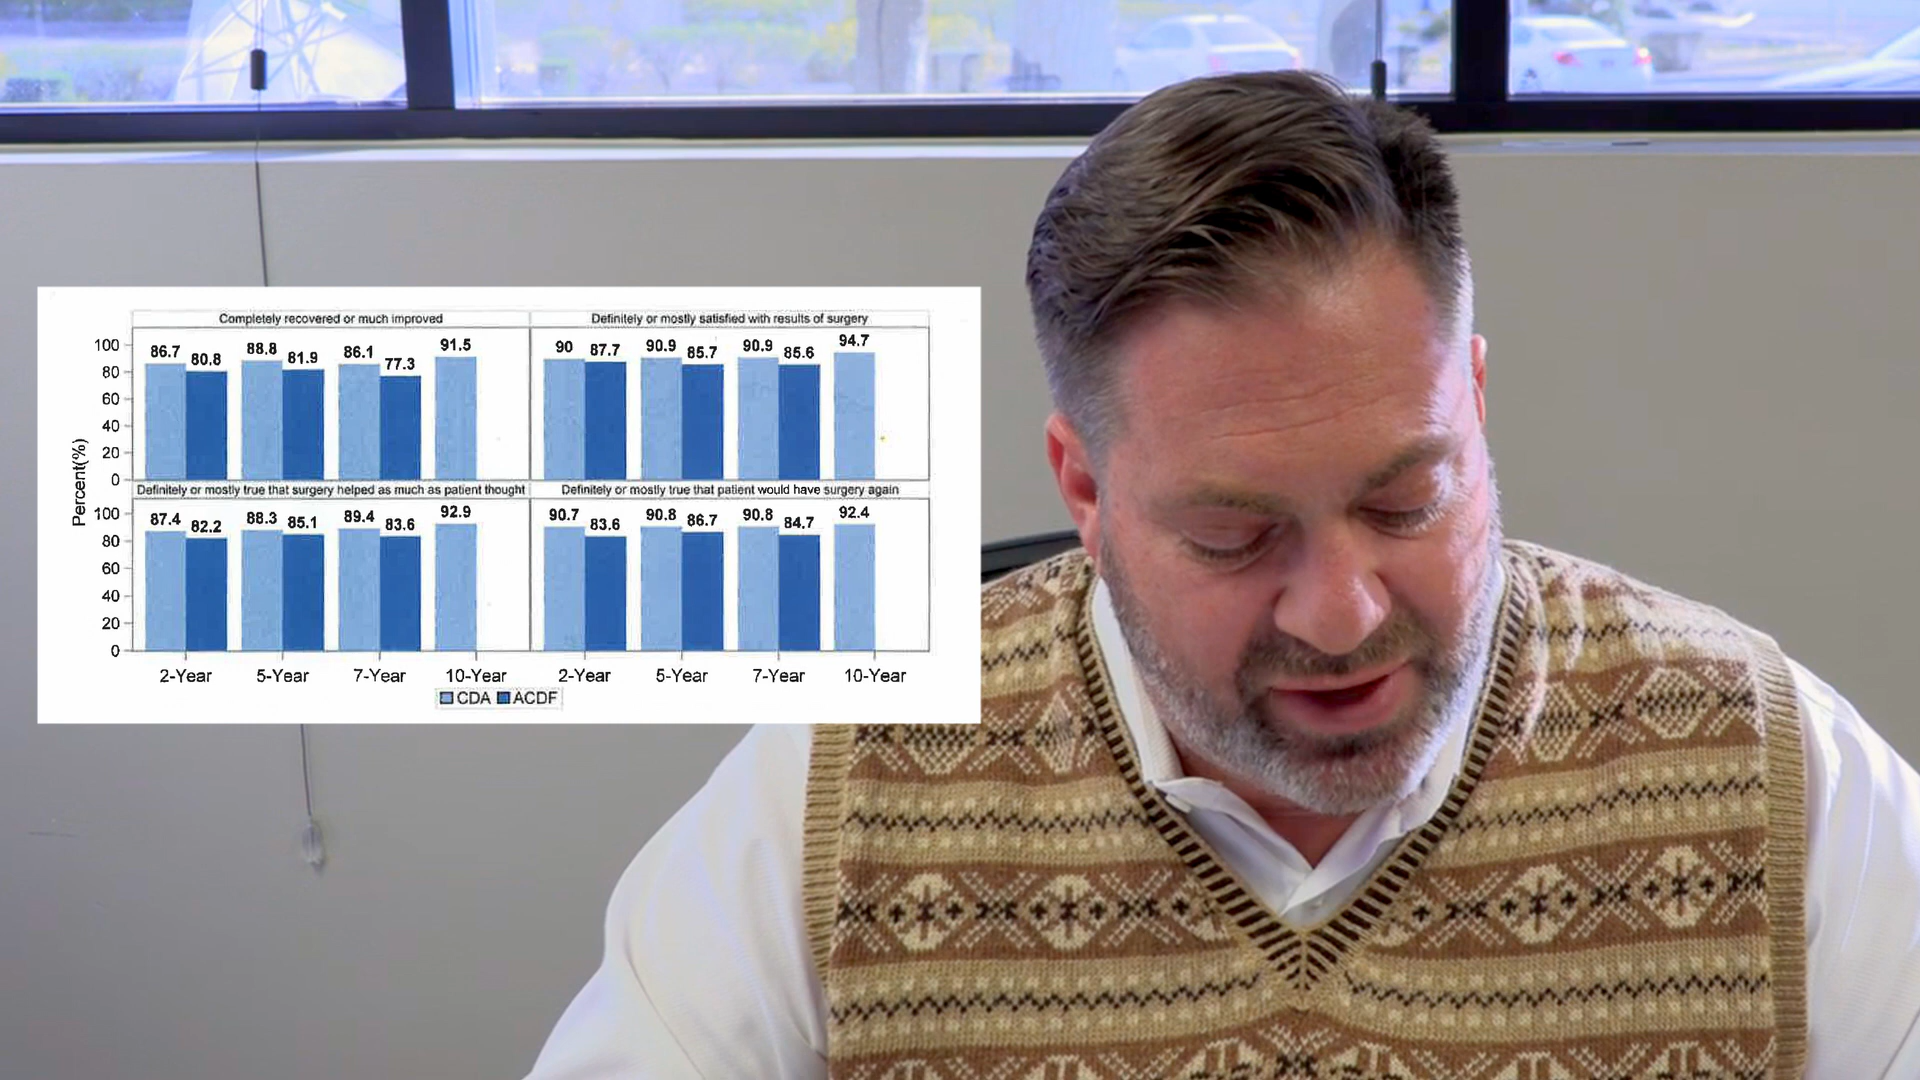 Completely recovered or much improved
Definitely or mostly satisfied with results of surgery
100
80
60
40
20
0
86.7 80.8 88.8 81.9 86.1 77.3 91.5
90 87.7 90.9 85.7 90.9 85.6 94.7
Definitely or mostly true that surgery helped as much as patient thought
Definitely or mostly true that patient would have surgery again
Percent(%)
100
80
60
40
20
0
87.4 82.2 88.3 85.1 89.4 83.6 92.9
90.7 83.6 90.8 86.7 90.8 84.7 92.4
2-Year 5-Year 7-Year 10-Year 2-Year 5-Year 7-Year 10-Year
CDA ACDF